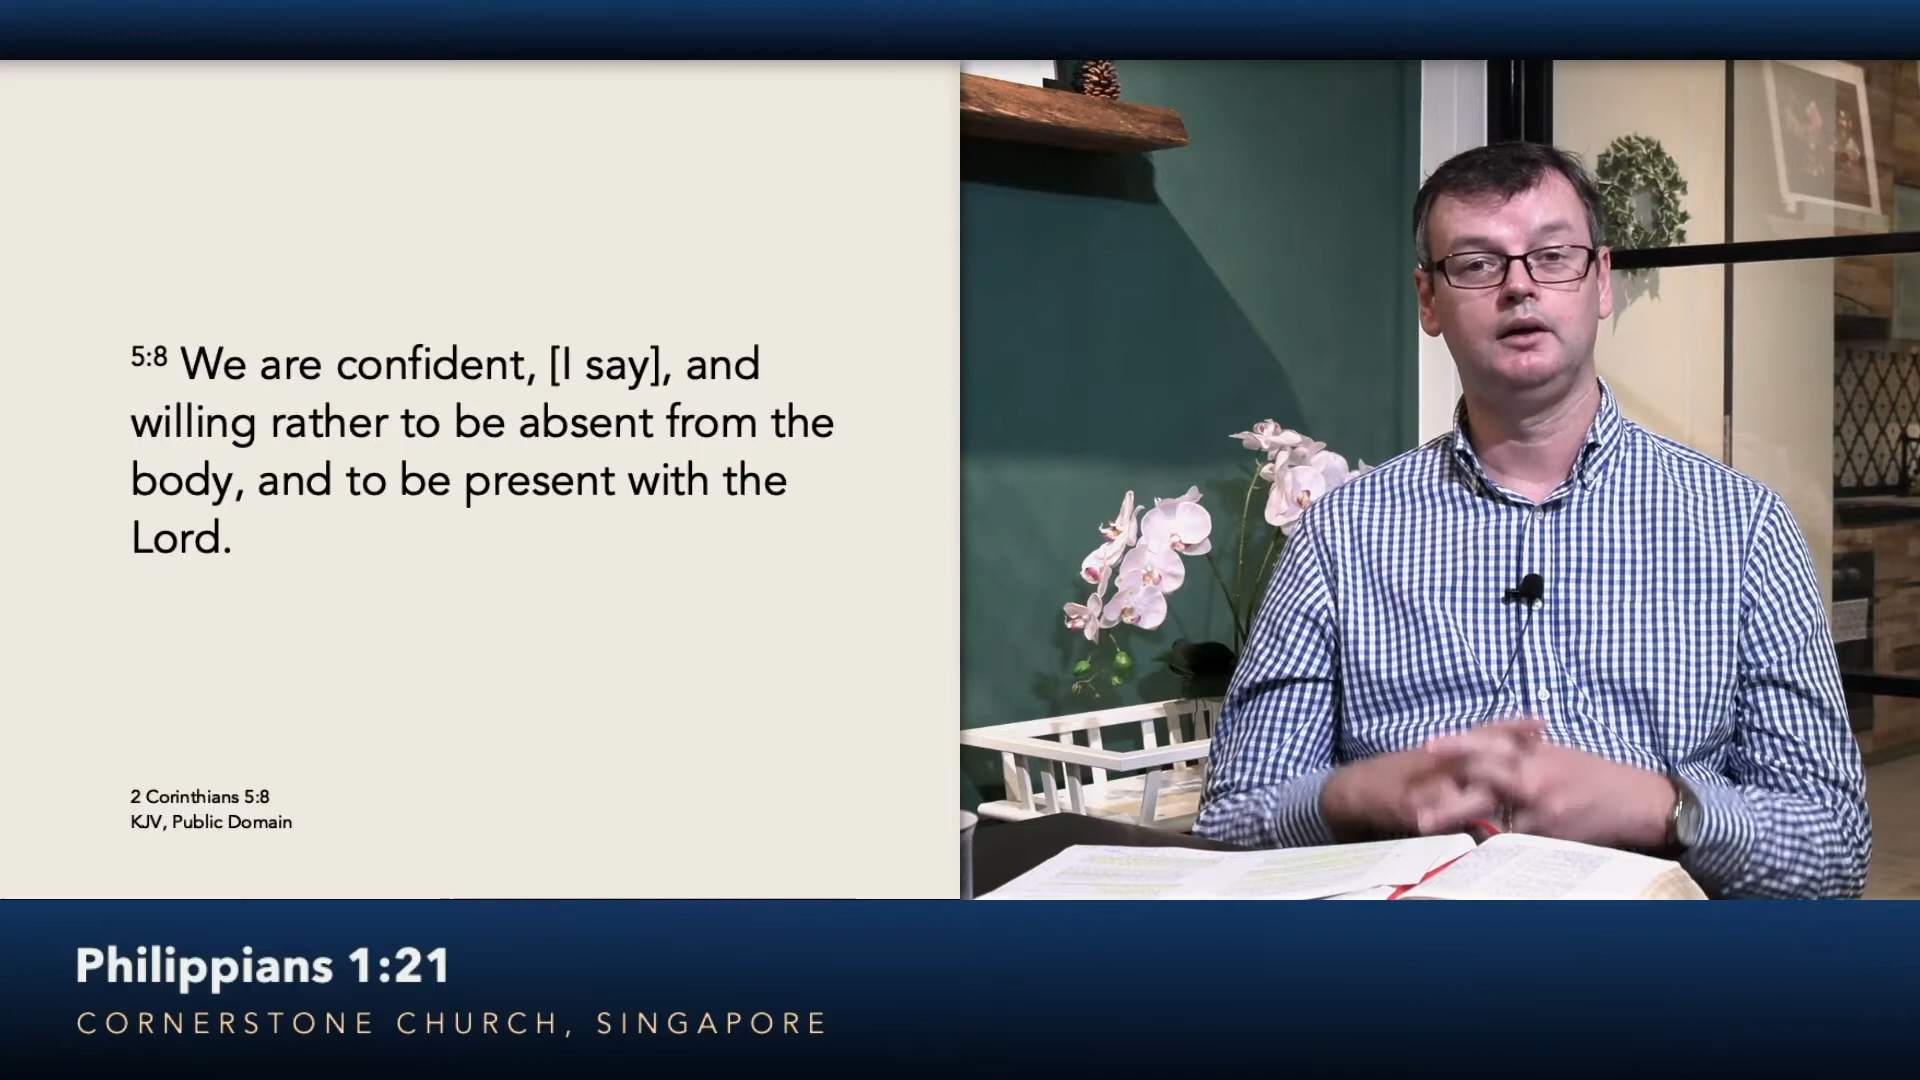 5:8 We are confident, [I say], and
willing rather to be absent from the
body, and to be present with the
Lord.
2 Corinthians 5:8
KJV, Public Domain
Philippians 1:21
CORNERSTONE CHURCH, SINGAPORE